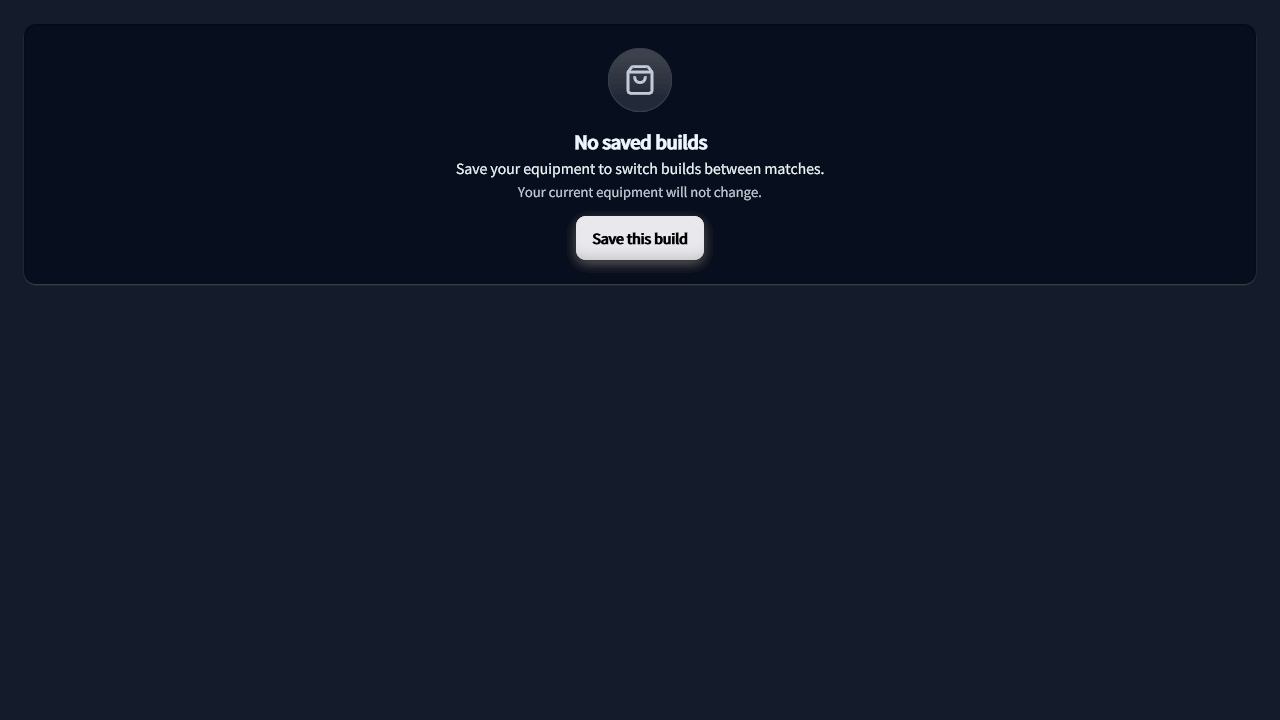 No saved builds
Save your equipment to switch builds between matches.
Your current equipment will not change.
Save this build